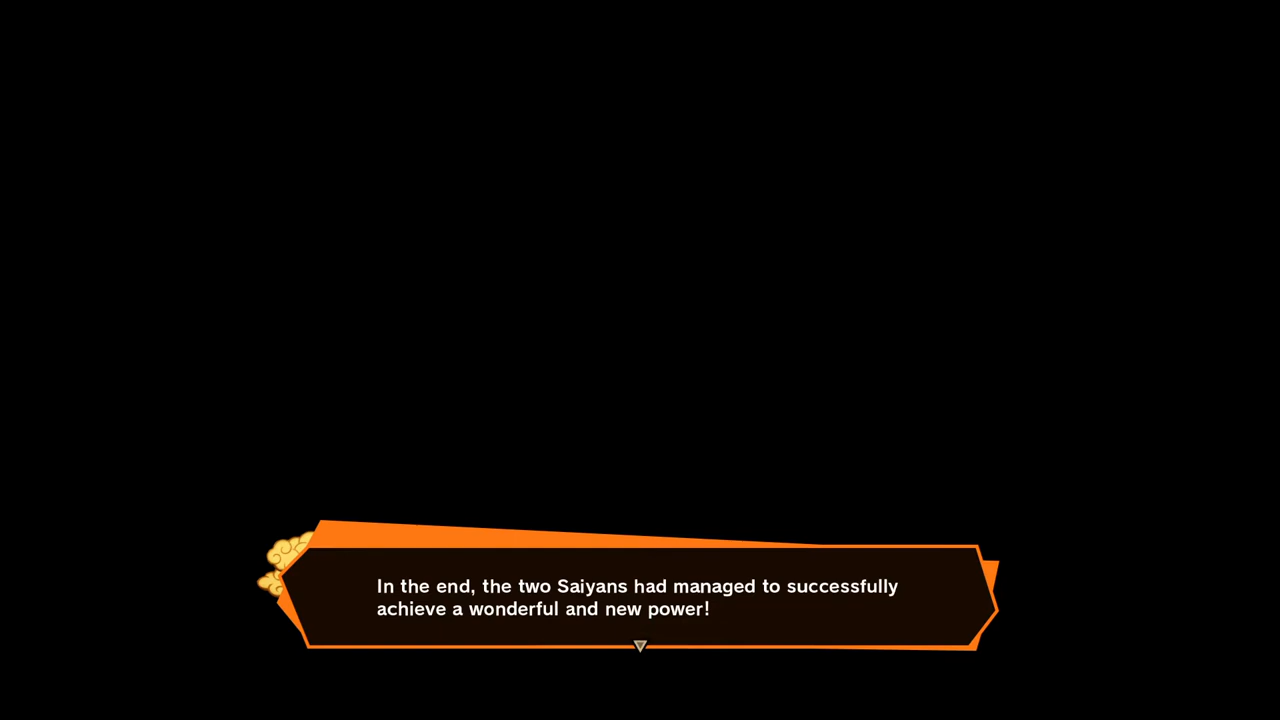 In the end, the two Saiyans had managed to successfully
achieve a wonderful and new power!